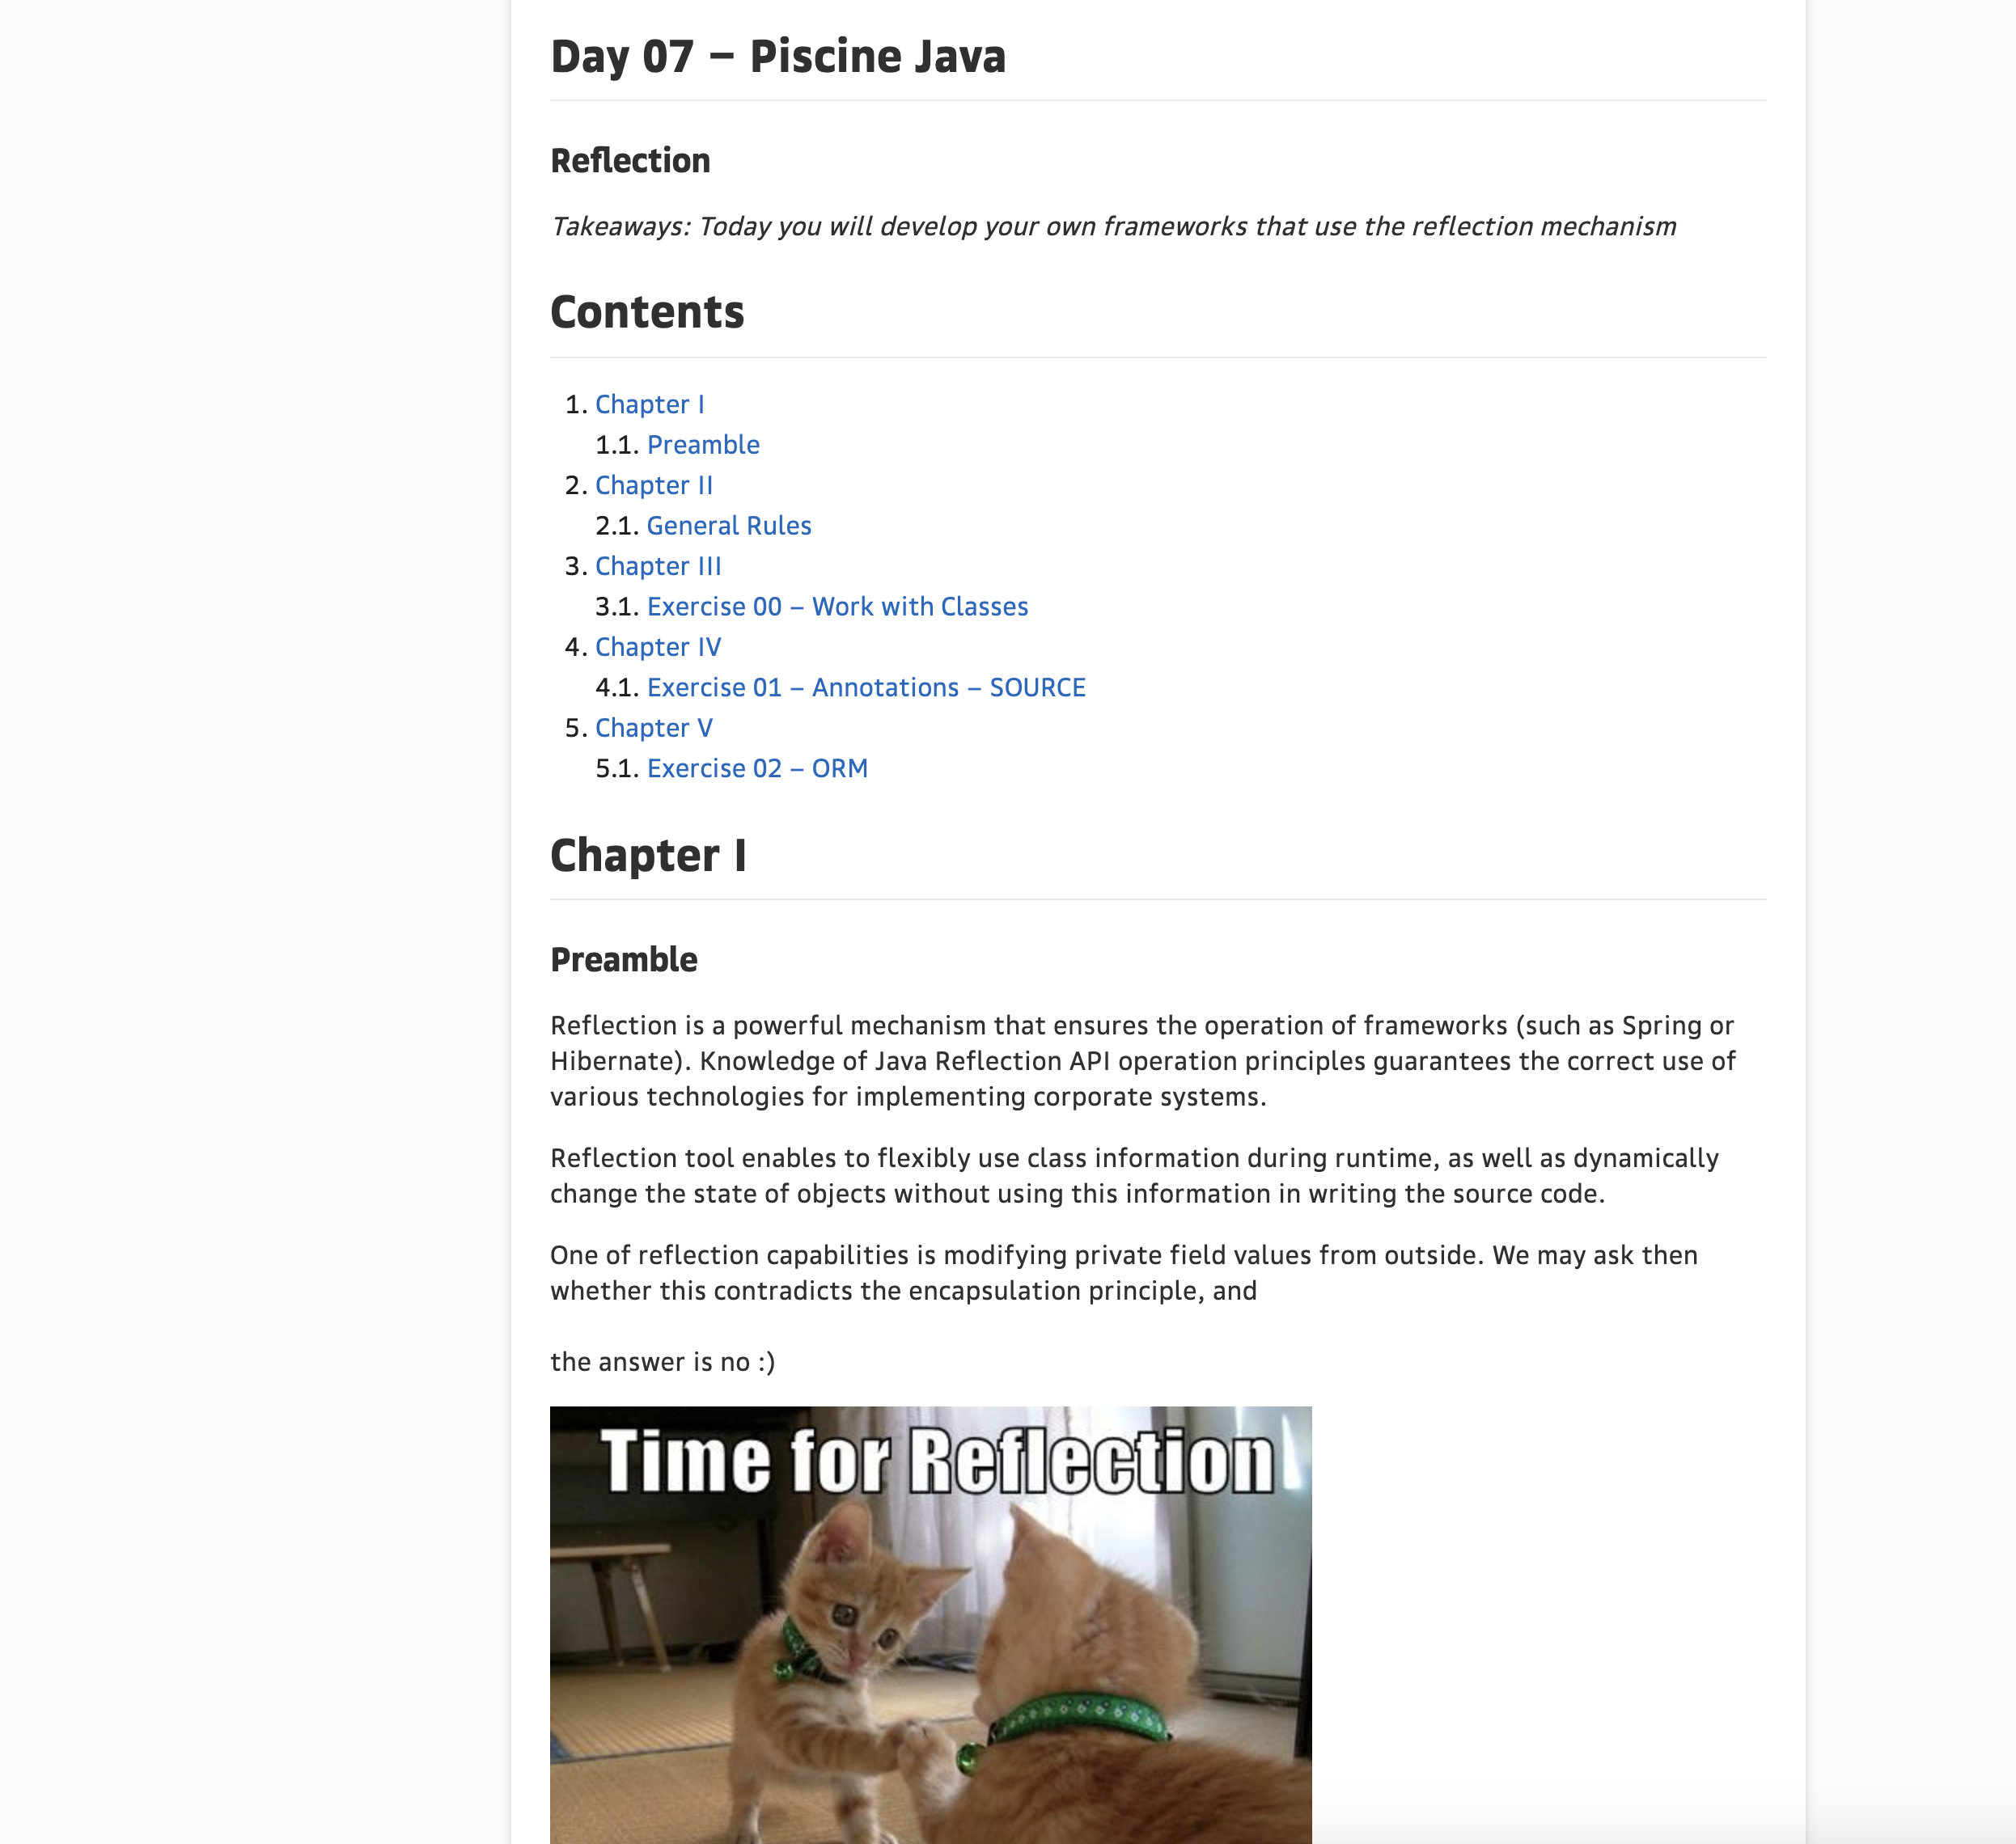 Day 07 – Piscine Java
Reflection
Takeaways: Today you will develop your own frameworks that use the reflection mechanism
Contents
1. Chapter I
1.1. Preamble
2. Chapter II
2.1. General Rules
3. Chapter III
3.1. Exercise 00 – Work with Classes
4. Chapter IV
4.1. Exercise 01 – Annotations – SOURCE
5. Chapter V
5.1. Exercise 02 – ORM
Chapter I
Preamble
Reflection is a powerful mechanism that ensures the operation of frameworks (such as Spring or
Hibernate). Knowledge of Java Reflection API operation principles guarantees the correct use of
various technologies for implementing corporate systems.
Reflection tool enables to flexibly use class information during runtime, as well as dynamically
change the state of objects without using this information in writing the source code.
One of reflection capabilities is modifying private field values from outside. We may ask then
whether this contradicts the encapsulation principle, and
the answer is no :)
Time for Reflection